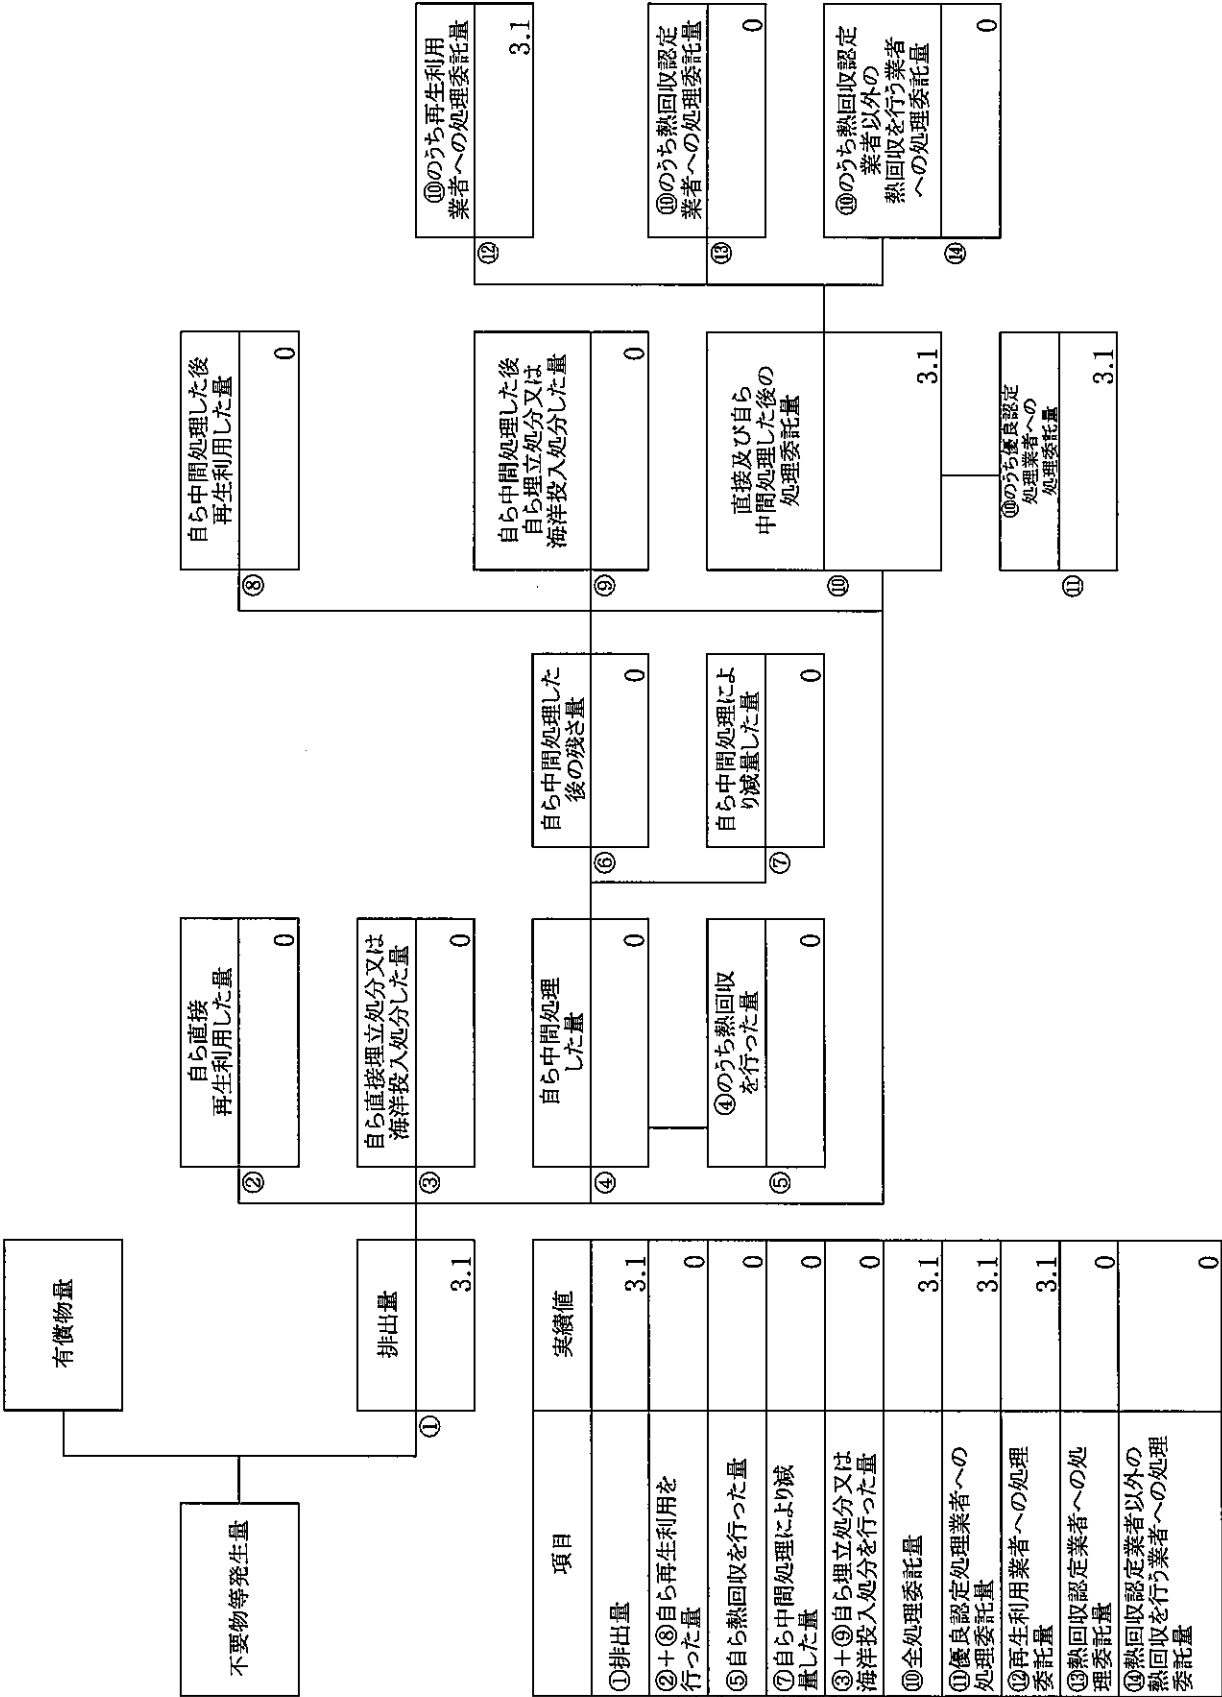 不要物等発生量
有償物量
①
排出量
3.1
②
自ら直接
再生利用した量
0
③
自ら直接埋立処分又は
海洋投入処分した量
0
④
自ら中間処理
した量
0
⑤
④のうち熱回収
を行った量
0
⑥
自ら中間処理した
後の残さ量
0
⑦
自ら中間処理によ
り減量した量
0
⑧
自ら中間処理した後
再生利用した量
0
⑨
自ら中間処理した後
自ら埋立処分又は
海洋投入処分した量
0
⑩
直接及び自ら
中間処理した後の
処理委託量
3.1
⑪
⑩のうち優良認定
処理業者への
処理委託量
3.1
⑫
⑩のうち再生利用
業者への処理委託量
3.1
⑬
⑩のうち熱回収認定
業者への処理委託量
0
⑭
⑩のうち熱回収認定
業者以外の
熱回収を行う業者
への処理委託量
0
項目 実績値
①排出量 3.1
②+⑧自ら再生利用を
行った量 0
⑤自ら熱回収を行った量 0
⑦自ら中間処理により減
量した量 0
③+⑨自ら埋立処分又は
海洋投入処分を行った量 0
⑩全処理委託量 3.1
⑪優良認定処理業者への
処理委託量 3.1
⑫再生利用業者への処理
委託量 3.1
⑬熱回収認定業者への処
理委託量 0
⑭熱回収認定業者以外の
熱回収を行う業者への処理
委託量 0